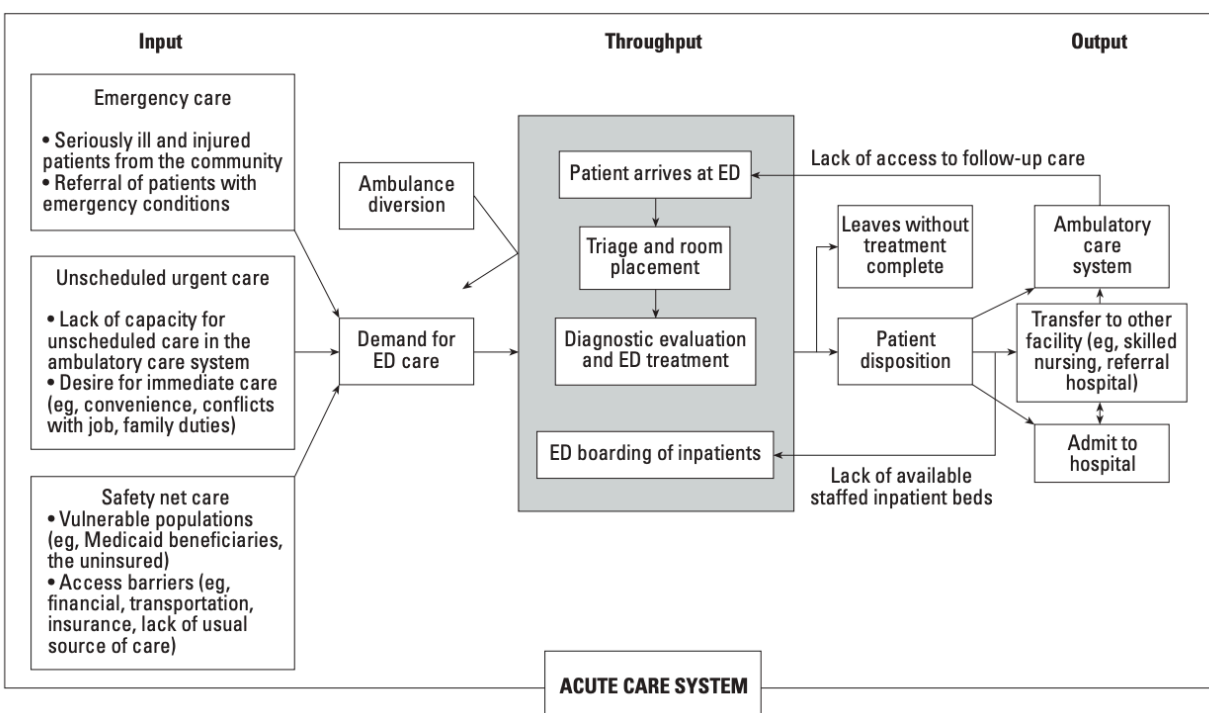 Input
Throughput
Output
Emergency care
• Seriously ill and injured
patients from the community
• Referral of patients with
emergency conditions
Unscheduled urgent care
• Lack of capacity for
unscheduled care in the
ambulatory care system
• Desire for immediate care
(eg, convenience, conflicts
with job, family duties)
Safety net care
• Vulnerable populations
(eg, Medicaid beneficiaries,
the uninsured)
• Access barriers (eg,
financial, transportation,
insurance, lack of usual
source of care)
Ambulance
diversion
Demand for
ED care
Patient arrives at ED
Triage and room
placement
Diagnostic evaluation
and ED treatment
ED boarding of inpatients
Lack of access to follow-up care
Leaves without
treatment
complete
Patient
disposition
Lack of available
staffed inpatient beds
Ambulatory
care
system
Transfer to other
facility (eg, skilled
nursing, referral
hospital)
Admit to
hospital
ACUTE CARE SYSTEM